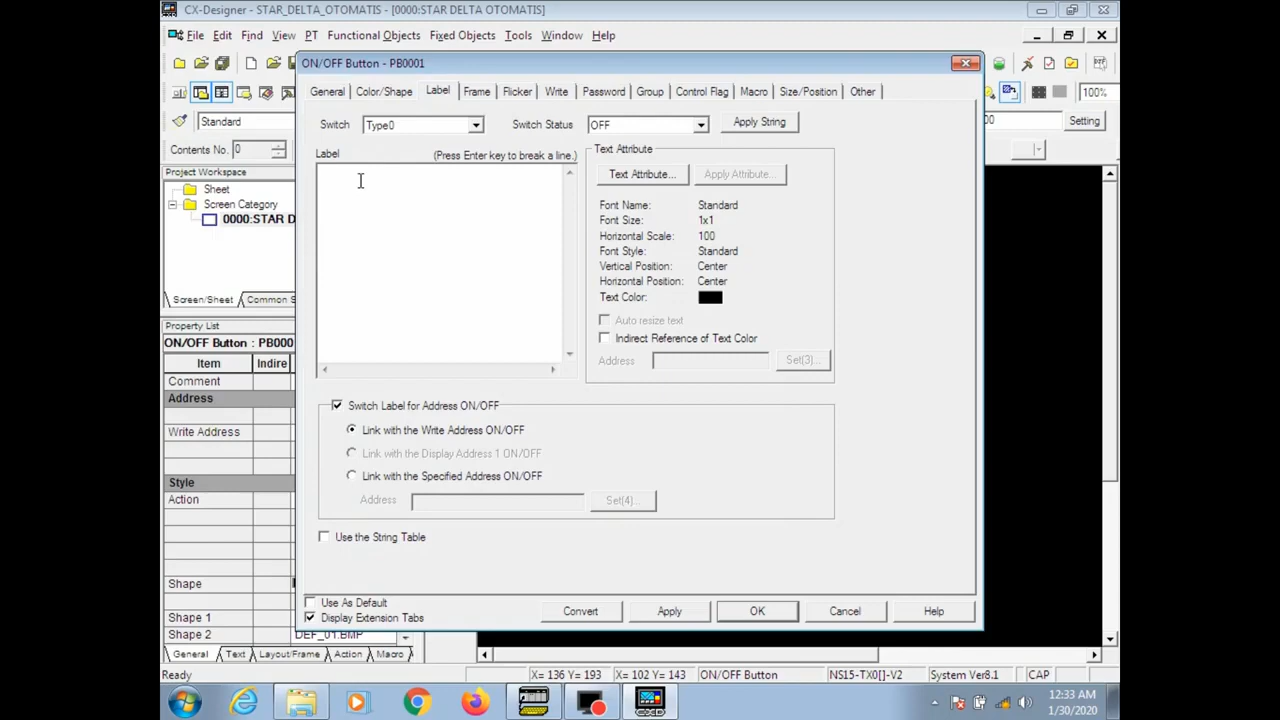 CX-Designer - STAR_DELTA_OTOMATIS - [0000:STAR DELTA OTOMATIS]
File Edit Find View PT Functional Objects Fixed Objects Tools Window Help
ON/OFF Button - PB0001
General Color/Shape Label Frame Flicker Write Password Group Control Flag Macro Size/Position Other
100%
Standard
Switch Type0 Switch Status OFF Apply String
00 Setting
Contents No. 0
Label (Press Enter key to break a line.)
Text Attribute
Text Attribute... Apply Attribute...
Project Workspace
Sheet
Screen Category
0000:STAR D
Font Name: Standard
Font Size: 1x1
Horizontal Scale: 100
Font Style: Standard
Vertical Position: Center
Horizontal Position: Center
Text Color:
Auto resize text
Indirect Reference of Text Color
Address Set(3)...
Screen/Sheet Common S
Property List
ON/OFF Button : PB000
Item Indire
Comment
Address
Write Address
Style
Action
Shape
Shape 1
Shape 2 DEF_01.BMP
General Text Layout/Frame Action Macro
Switch Label for Address ON/OFF
Link with the Write Address ON/OFF
Link with the Display Address 1 ON/OFF
Link with the Specified Address ON/OFF
Address Set(4)...
Use the String Table
Use As Default
Display Extension Tabs
Convert Apply OK Cancel Help
Ready X= 136 Y= 193 X= 102 Y= 143 ON/OFF Button NS15-TX0[]-V2 System Ver8.1 CAP
12:33 AM
1/30/2020